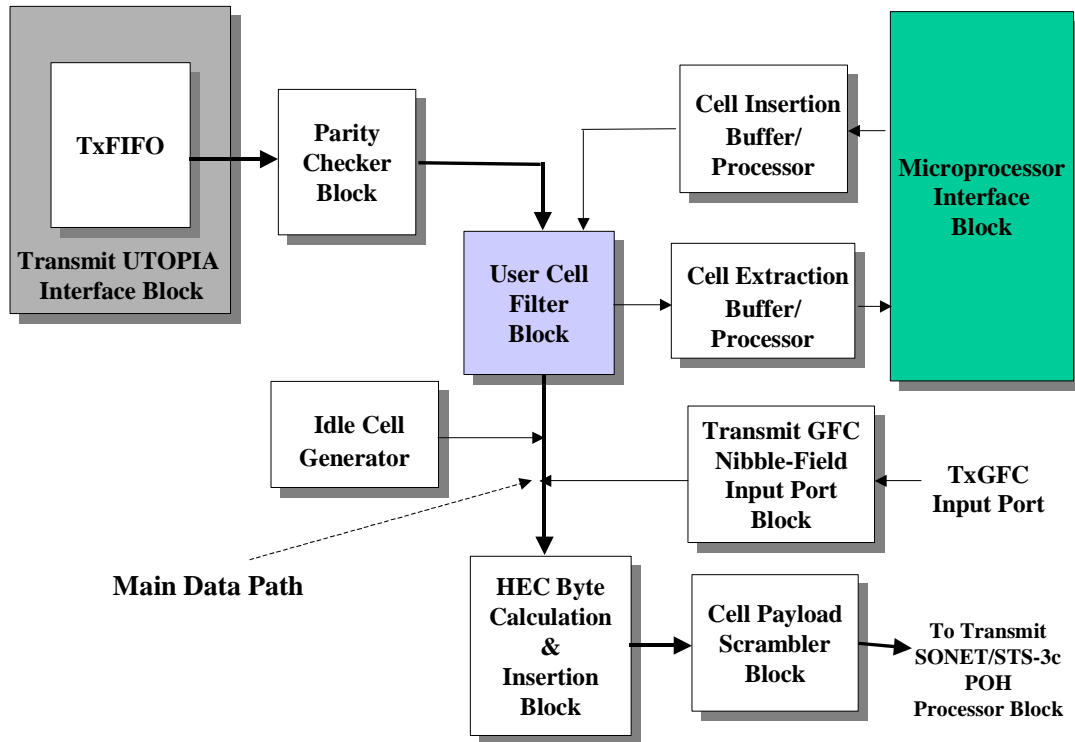 TxFIFO
Transmit UTOPIA
Interface Block
Parity
Checker
Block
Cell Insertion
Buffer/
Processor
Microprocessor
Interface
Block
User Cell
Filter
Block
Cell Extraction
Buffer/
Processor
Idle Cell
Generator
Transmit GFC
Nibble-Field
Input Port
Block
TxGFC
Input Port
Main Data Path
HEC Byte
Calculation
&
Insertion
Block
Cell Payload
Scrambler
Block
To Transmit
SONET/STS-3c
POH
Processor Block